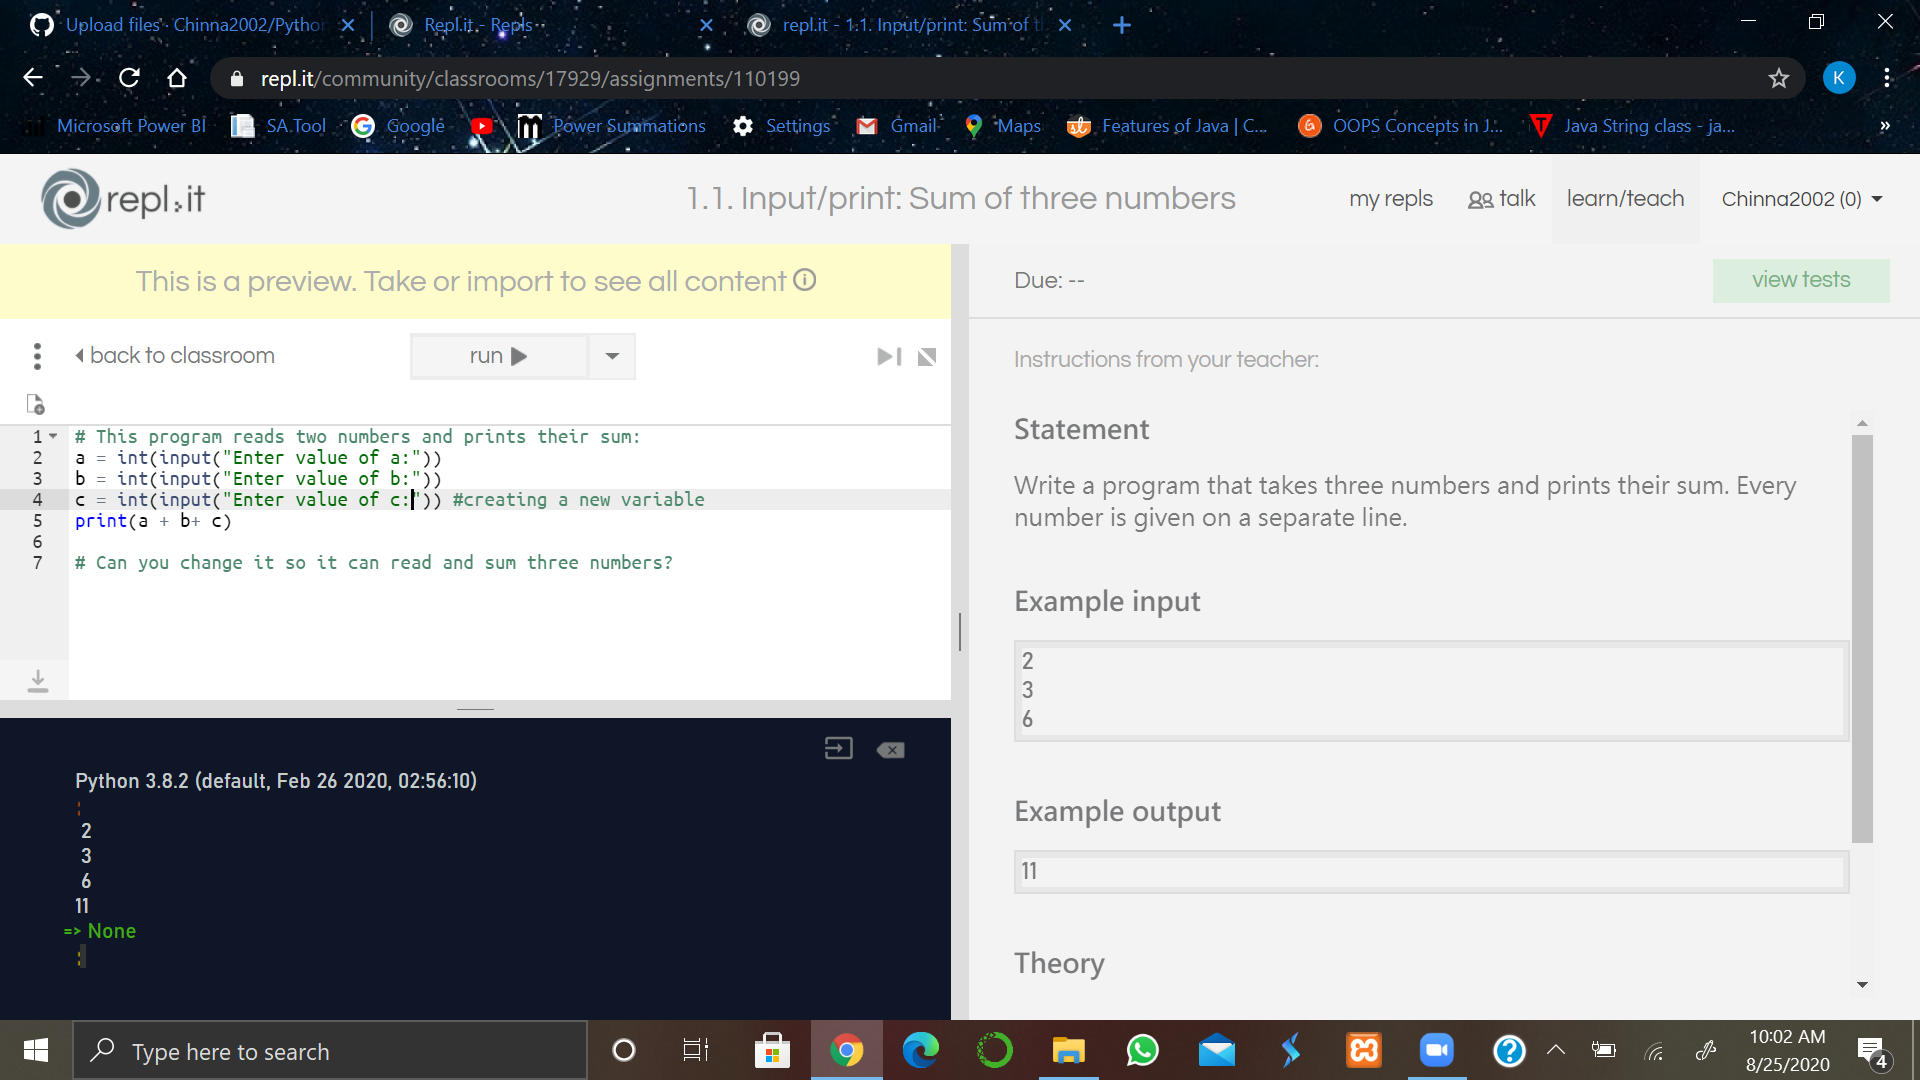 Upload files · Chinna2002/Pytho
Repl.it - Repls
repl.it - 1.1. Input/print: Sum of t
repl.it/community/classrooms/17929/assignments/110199
K
Microsoft Power BI
SA Tool
Google
Power Summations
Settings
Gmail
Maps
Features of Java | C...
OOPS Concepts in J...
Java String class - ja...
»
repl.it
1.1. Input/print: Sum of three numbers
my repls
talk
learn/teach
Chinna2002 (0)
This is a preview. Take or import to see all content
Due: --
view tests
back to classroom
run
Instructions from your teacher:
1 # This program reads two numbers and prints their sum:
2 a = int(input("Enter value of a:"))
3 b = int(input("Enter value of b:"))
4 c = int(input("Enter value of c:")) #creating a new variable
5 print(a + b+ c)
6
7 # Can you change it so it can read and sum three numbers?
Statement
Write a program that takes three numbers and prints their sum. Every
number is given on a separate line.
Example input
2
3
6
Example output
11
Theory
Python 3.8.2 (default, Feb 26 2020, 02:56:10)
2
3
6
11
=> None
Type here to search
10:02 AM
8/25/2020
4